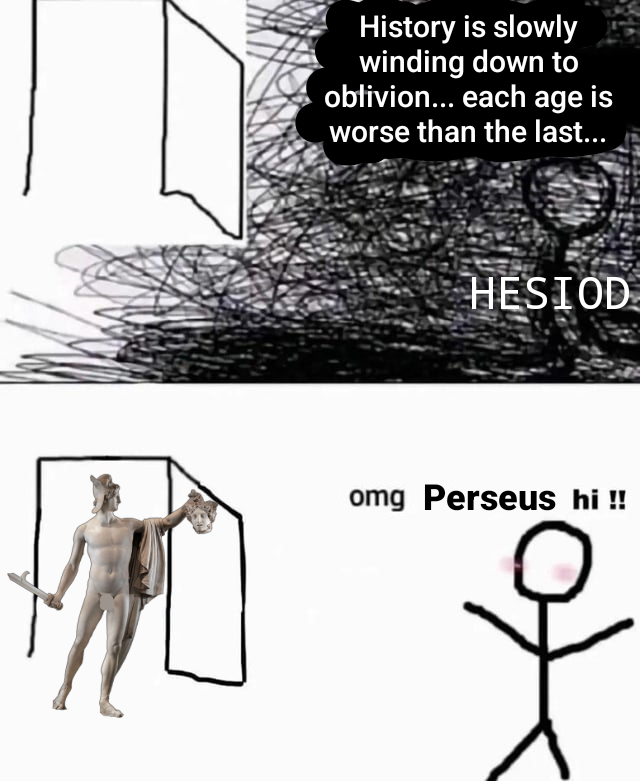 History is slowly
winding down to
oblivion... each age is
worse than the last...
HESIOD
omg Perseus hi !!